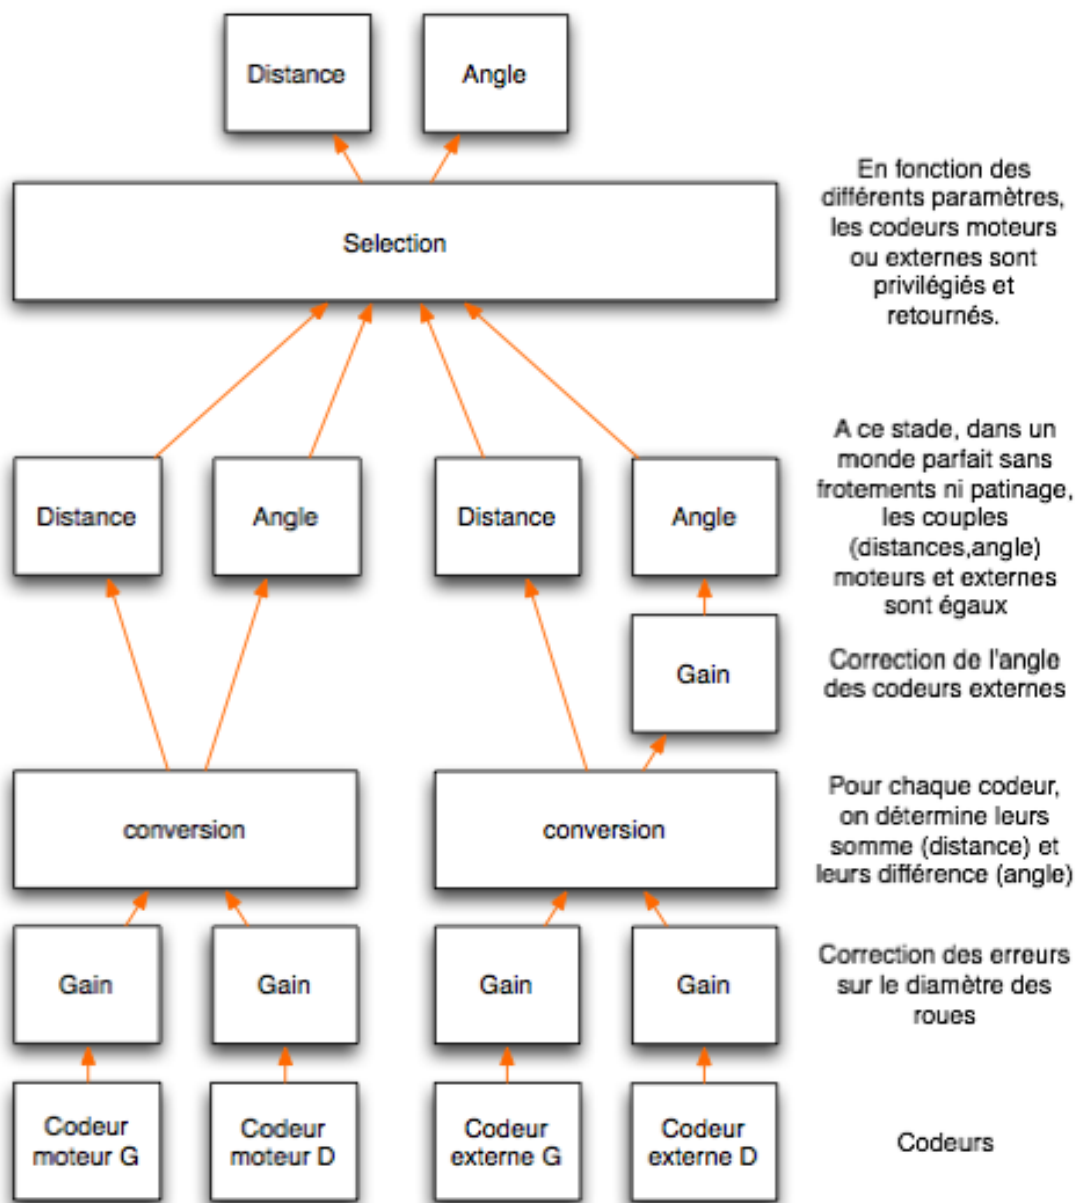 Distance
Angle
Selection
En fonction des
différents paramètres,
les codeurs moteurs
ou externes sont
privilégiés et
retournés.
Distance
Angle
Distance
Angle
A ce stade, dans un
monde parfait sans
frotements ni patinage,
les couples
(distances,angle)
moteurs et externes
sont égaux
Gain
Correction de l'angle
des codeurs externes
conversion
conversion
Pour chaque codeur,
on détermine leurs
somme (distance) et
leurs différence (angle)
Gain
Gain
Gain
Gain
Correction des erreurs
sur le diamètre des
roues
Codeur
moteur G
Codeur
moteur D
Codeur
externe G
Codeur
externe D
Codeurs